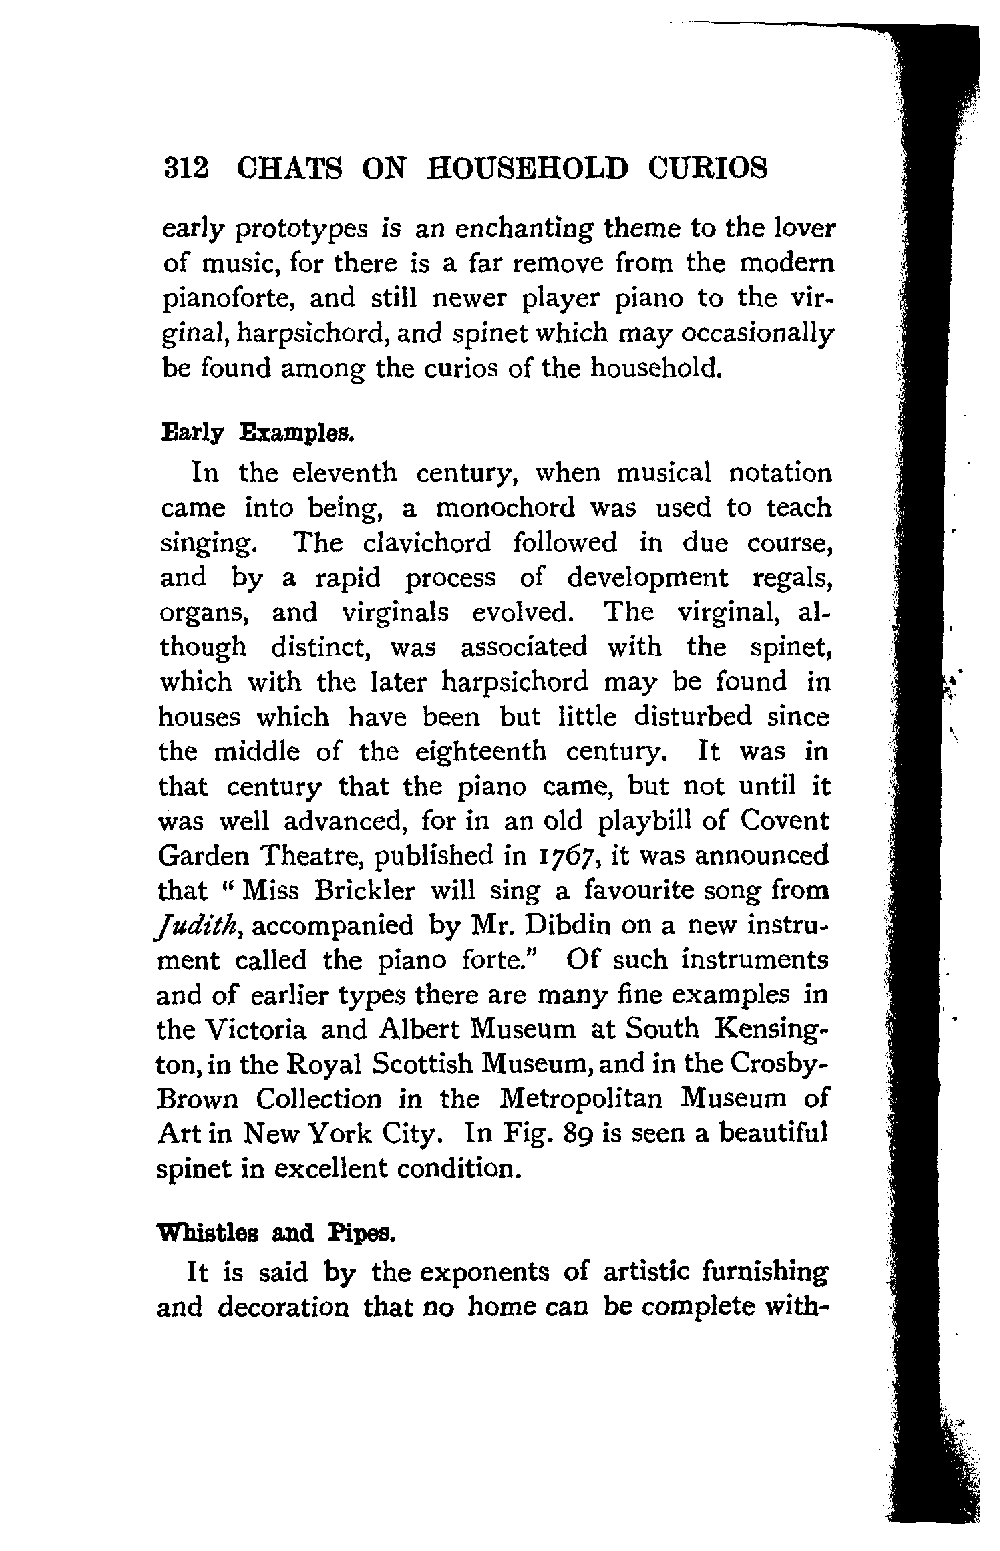 312 CHATS ON HOUSEHOLD CURIOS
early prototypes is an enchanting theme to the lover
of music, for there is a far remove from the modern
pianoforte, and still newer player piano to the vir-
ginal, harpsichord, and spinet which may occasionally
be found among the curios of the household.
Early Examples.
In the eleventh century, when musical notation
came into being, a monochord was used to teach
singing. The clavichord followed in due course,
and by a rapid process of development regals,
organs, and virginals evolved. The virginal, al-
though distinct, was associated with the spinet,
which with the later harpsichord may be found in
houses which have been but little disturbed since
the middle of the eighteenth century. It was in
that century that the piano came, but not until it
was well advanced, for in an old playbill of Covent
Garden Theatre, published in 1767, it was announced
that “ Miss Brickler will sing a favourite song from
Judith, accompanied by Mr. Dibdin on a new instru-
ment called the piano forte.” Of such instruments
and of earlier types there are many fine examples in
the Victoria and Albert Museum at South Kensing-
ton, in the Royal Scottish Museum, and in the Crosby-
Brown Collection in the Metropolitan Museum of
Art in New York City. In Fig. 89 is seen a beautiful
spinet in excellent condition.
Whistles and Pipes.
It is said by the exponents of artistic furnishing
and decoration that no home can be complete with-